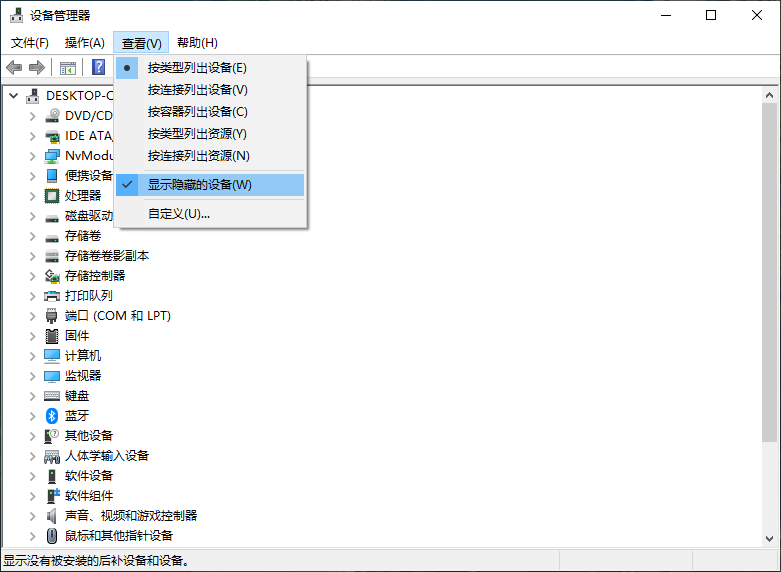 设备管理器
文件(F) 操作(A) 查看(V) 帮助(H)
按类型列出设备(E)
按连接列出设备(V)
按容器列出设备(C)
按类型列出资源(Y)
按连接列出资源(N)
显示隐藏的设备(W)
自定义(U)...
DESKTOP-C
DVD/CD
IDE ATA
NvModu
便携设备
处理器
磁盘驱动
存储卷
存储卷卷影副本
存储控制器
打印队列
端口 (COM 和 LPT)
固件
计算机
监视器
键盘
蓝牙
其他设备
人体学输入设备
软件设备
软件组件
声音、视频和游戏控制器
鼠标和其他指针设备
显示没有被安装的后补设备和设备。